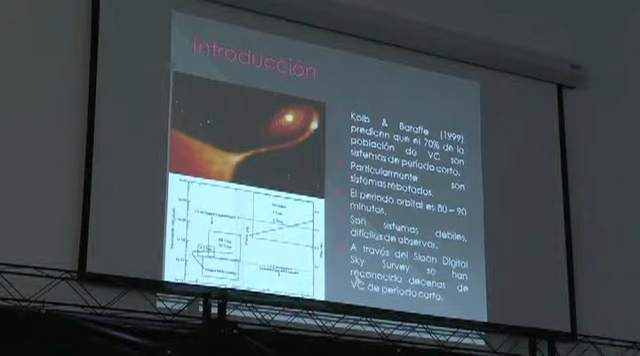 Introducción
Kolb & Baraffe (1999)
predicen que el 70% de la
población de VC son
sistemas de periodo corto.
Particularmente son
sistemas rebotados.
El periodo orbital es 80 – 90
minutos.
Son sistemas débiles,
difíciles de observar.
A través del Sloan Digital
Sky Survey se han
reconocido decenas de
VC de periodo corto.